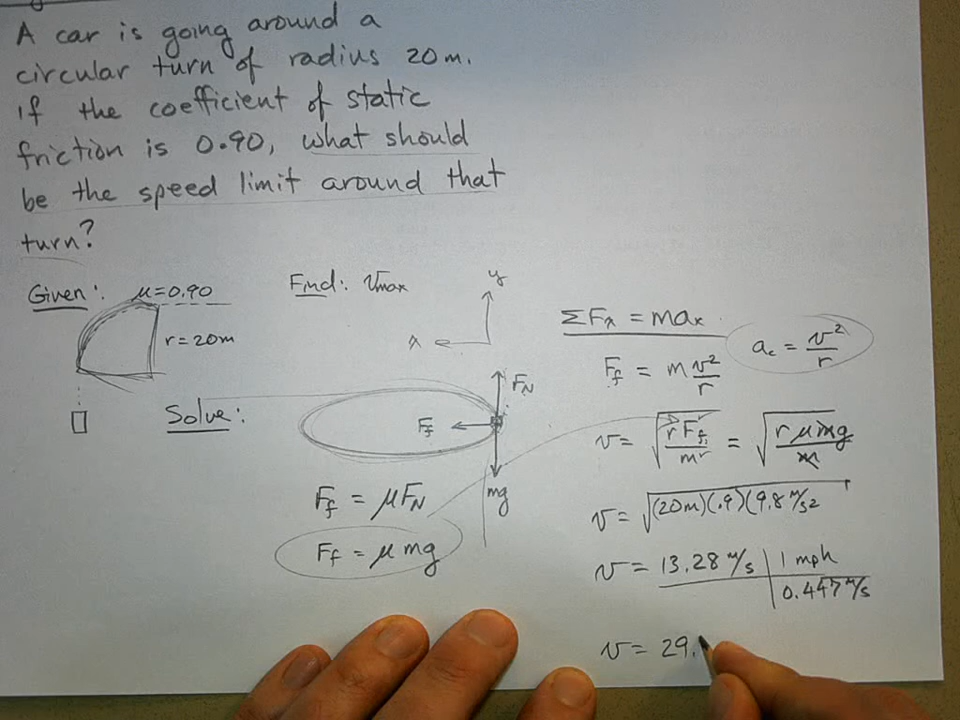 A car is going around a
circular turn of radius 20m.
If the coefficient of static
friction is 0.90, what should
be the speed limit around that
turn?
Given: μ=0.90
r=20m
Find: vmax
y
x
Solve:
FN
Ff
mg
Ff = μFN
Ff = μmg
ΣFx = max
ac = v²/r
Ff = m v²/r
v = √(r Ff/m) = √(r μ mg/m)
v = √(20m)(.9)(9.8 m/s2
v = 13.28 m/s | 1 mph
0.447 m/s
v = 29.